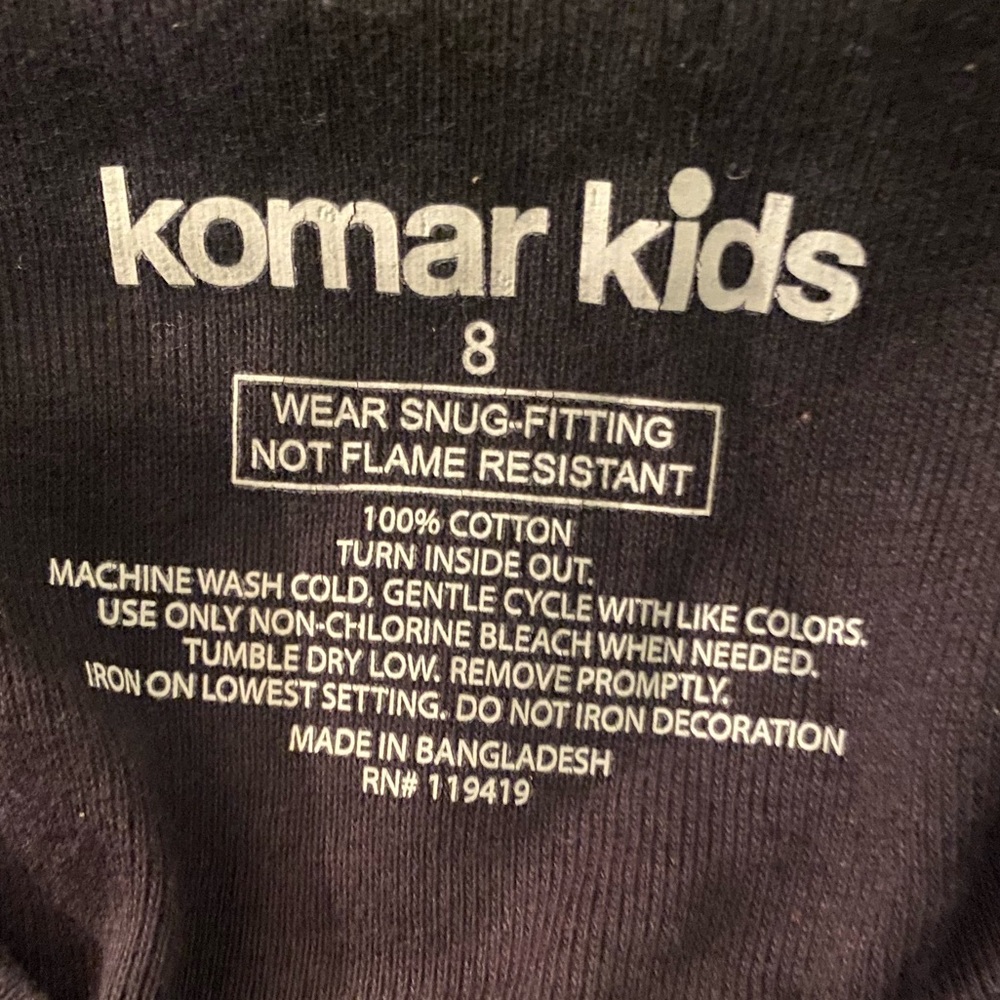 komar kids
8
WEAR SNUG-FITTING
NOT FLAME RESISTANT
100% COTTON
TURN INSIDE OUT.
MACHINE WASH COLD, GENTLE CYCLE WITH LIKE COLORS.
USE ONLY NON-CHLORINE BLEACH WHEN NEEDED.
TUMBLE DRY LOW. REMOVE PROMPTLY.
IRON ON LOWEST SETTING. DO NOT IRON DECORATION
MADE IN BANGLADESH
RN# 119419